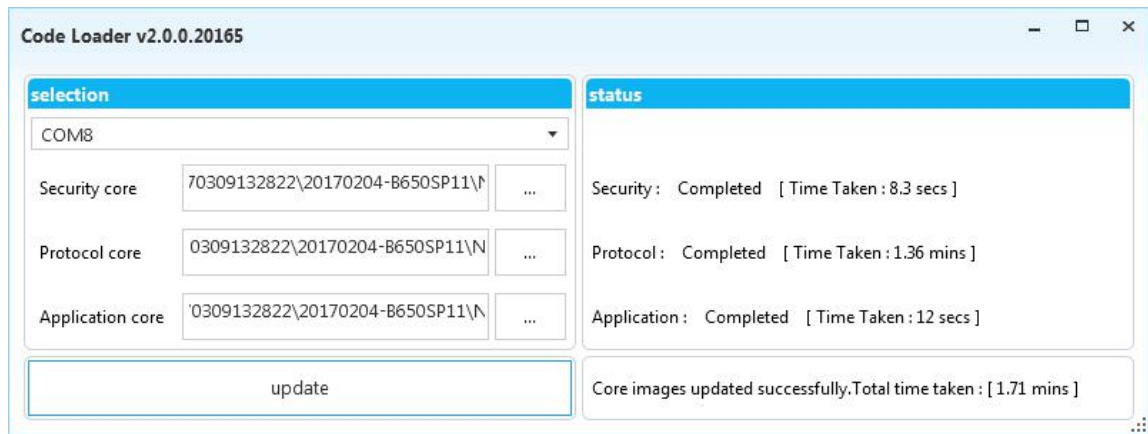 Code Loader v2.0.0.20165
selection
COM8
Security core 70309132822\20170204-B650SP11\ ...
Protocol core 0309132822\20170204-B650SP11\N ...
Application core 0309132822\20170204-B650SP11\ ...
update
status
Security : Completed [ Time Taken : 8.3 secs ]
Protocol : Completed [ Time Taken : 1.36 mins ]
Application : Completed [ Time Taken : 12 secs ]
Core images updated successfully.Total time taken : [ 1.71 mins ]